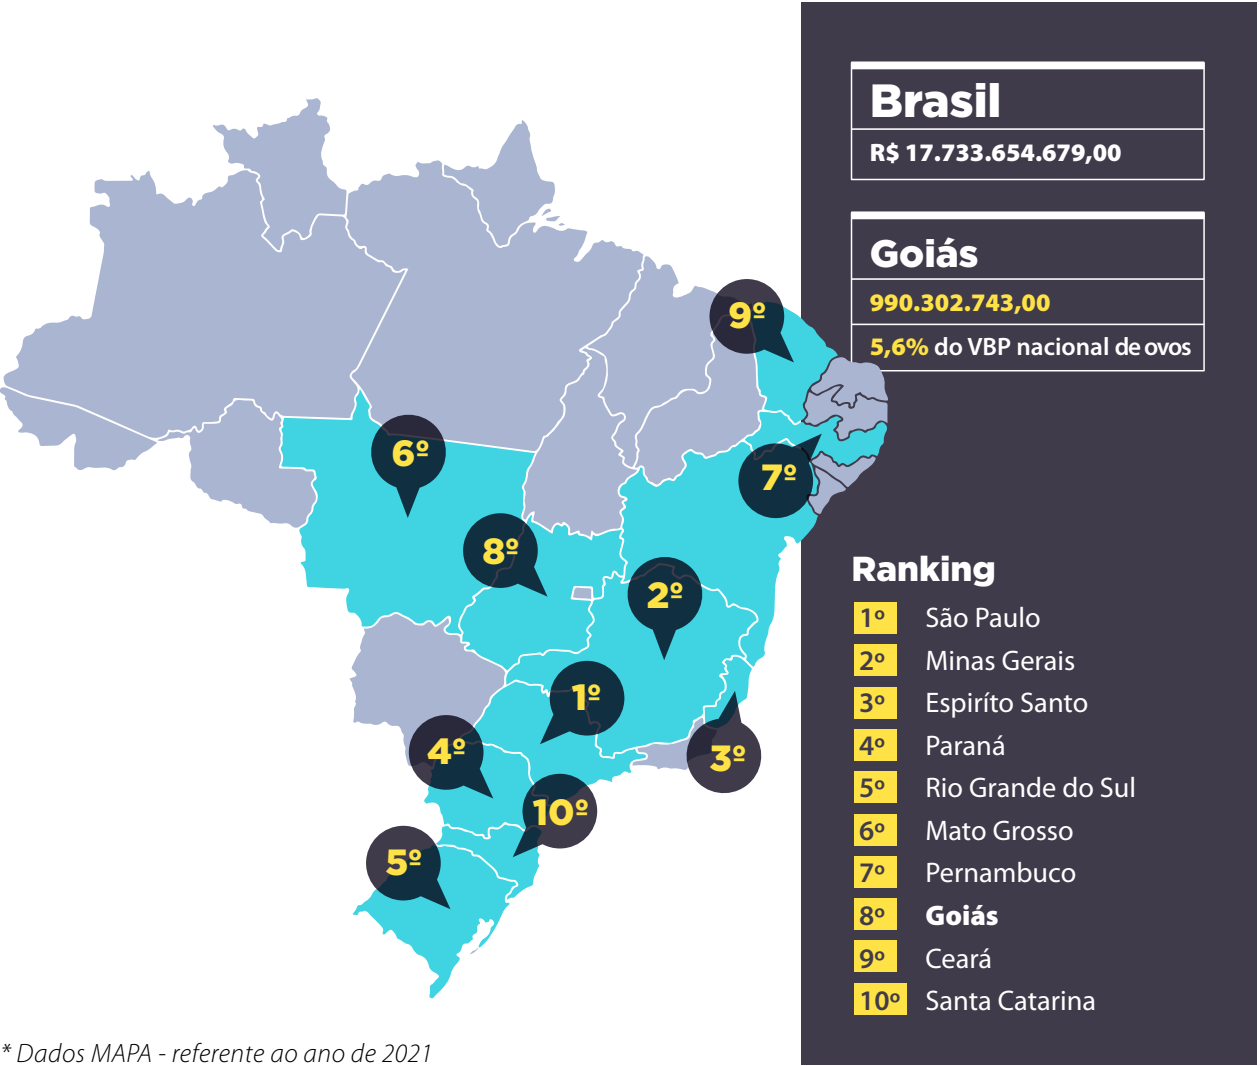 Brasil
R$ 17.733.654.679,00
Goiás
990.302.743,00
5,6% do VBP nacional de ovos
9º
6º
7º
8º
2º
1º
4º
3º
10º
5º
Ranking
1º São Paulo
2º Minas Gerais
3º Espiríto Santo
4º Paraná
5º Rio Grande do Sul
6º Mato Grosso
7º Pernambuco
8º Goiás
9º Ceará
10º Santa Catarina
* Dados MAPA - referente ao ano de 2021